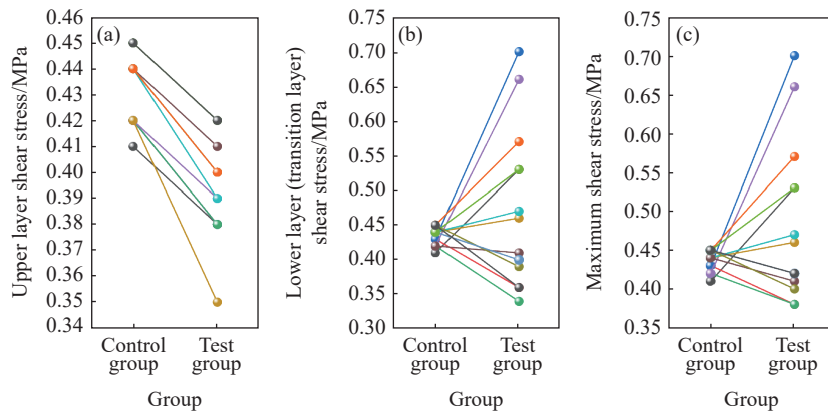 (a)
Upper layer shear stress/MPa
0.46
0.45
0.44
0.43
0.42
0.41
0.40
0.39
0.38
0.37
0.36
0.35
0.34
Control
group
Test
group
Group
(b)
Lower layer (transition layer)
shear stress/MPa
0.75
0.70
0.65
0.60
0.55
0.50
0.45
0.40
0.35
0.30
Control
group
Test
group
Group
(c)
Maximum shear stress/MPa
0.75
0.70
0.65
0.60
0.55
0.50
0.45
0.40
0.35
Control
group
Test
group
Group